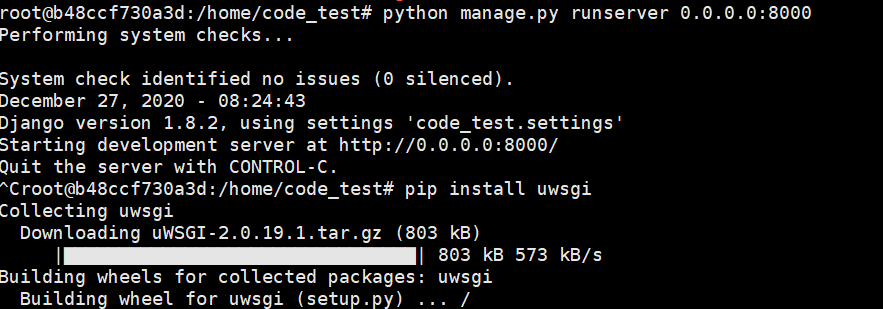 root@b48ccf730a3d:/home/code_test# python manage.py runserver 0.0.0.0:8000
Performing system checks...
System check identified no issues (0 silenced).
December 27, 2020 - 08:24:43
Django version 1.8.2, using settings 'code_test.settings'
Starting development server at http://0.0.0.0:8000/
Quit the server with CONTROL-C.
^Croot@b48ccf730a3d:/home/code_test# pip install uwsgi
Collecting uwsgi
  Downloading uWSGI-2.0.19.1.tar.gz (803 kB)
     |████████████████████████████████| 803 kB 573 kB/s
Building wheels for collected packages: uwsgi
  Building wheel for uwsgi (setup.py) ... /